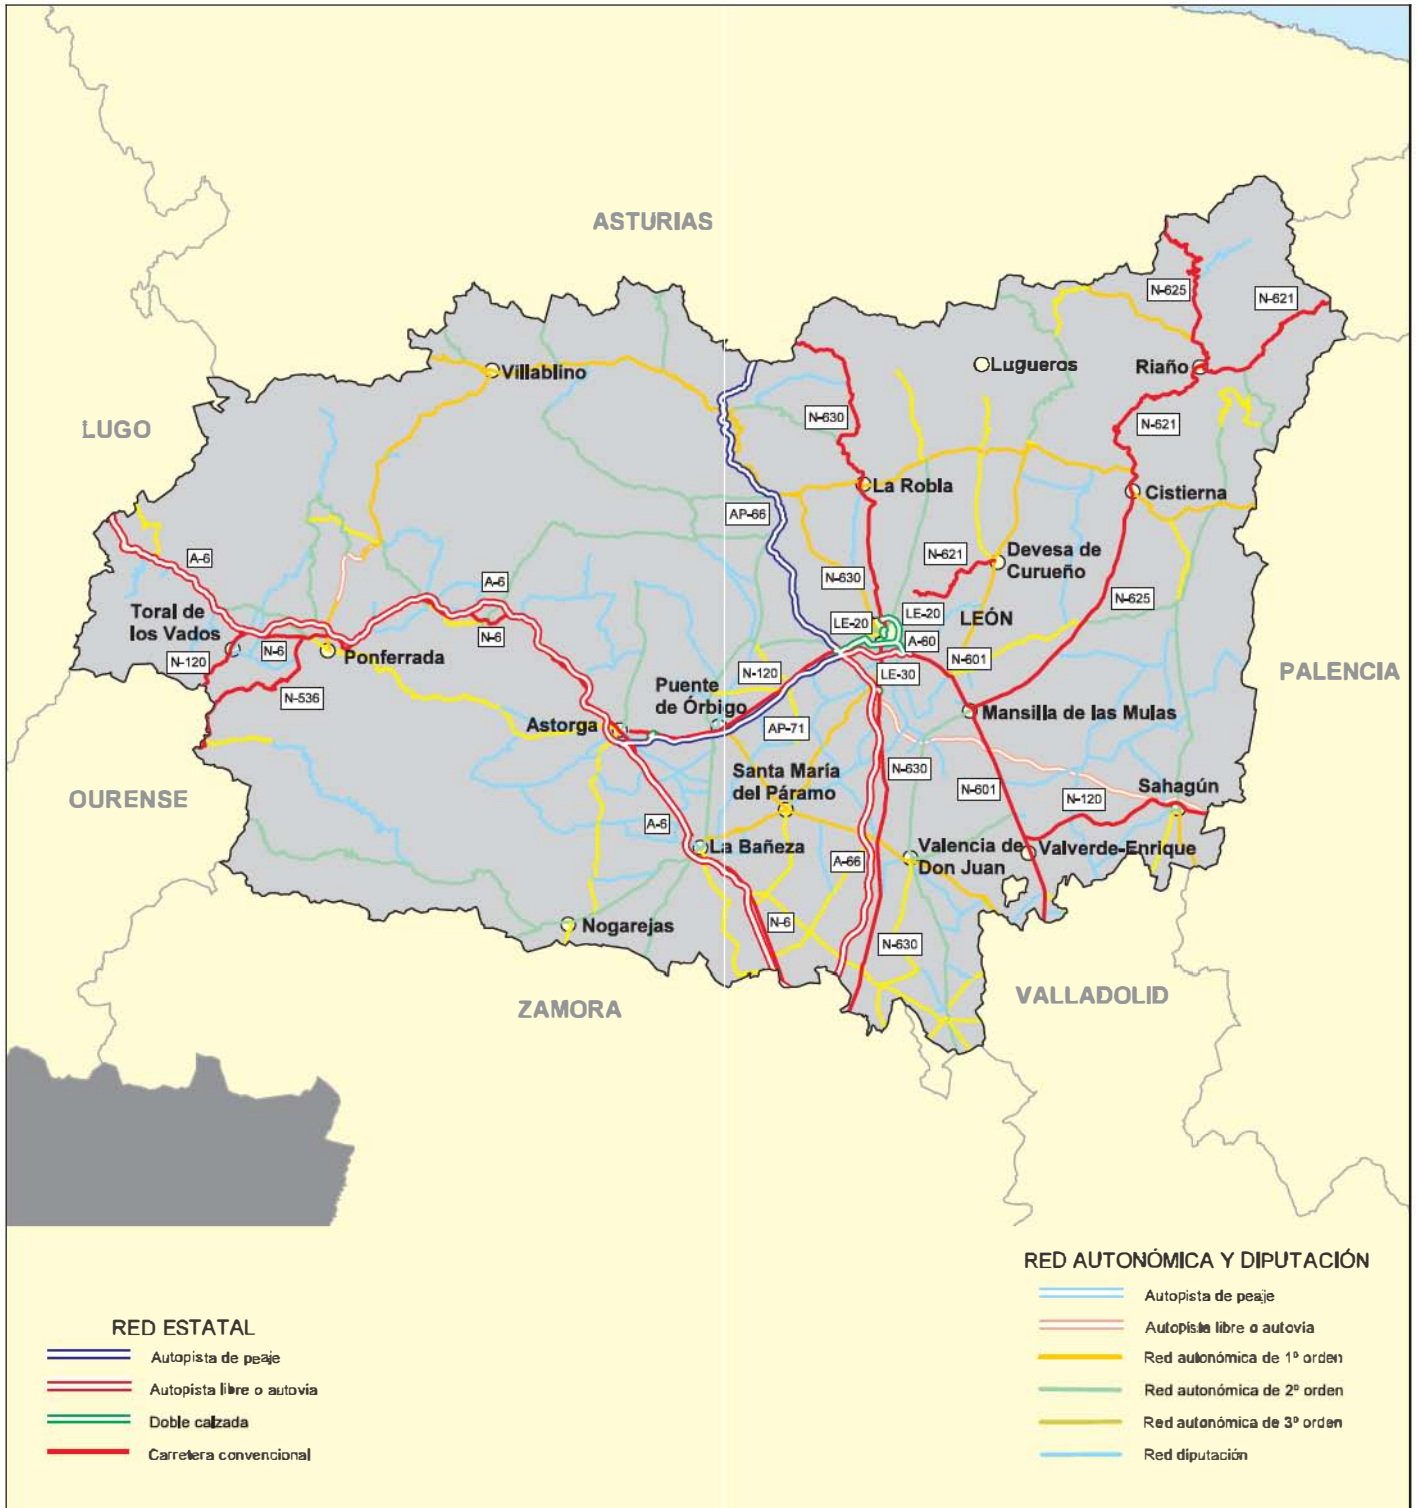 ASTURIAS
N-625
N-621
Lugueros
Riaño
Villablino
LUGO
N-630
N-621
La Robla
Cistierna
AP-66
A-6
N-621
Devesa de
Curueño
A-6
N-630
N-625
Toral de
los Vados
LE-20
LE-20
LEÓN
N-6
A-60
N-120
N-6
Ponferrada
N-601
PALENCIA
N-120
LE-30
N-536
Puente
de Órbigo
Mansilla de las Mulas
Astorga
AP-71
OURENSE
Santa María
del Páramo
N-630
N-601
N-120
Sahagún
A-6
La Bañeza
A-66
Valencia de
Don Juan
Valverde-Enrique
Nogarejas
N-6
N-630
ZAMORA
VALLADOLID
RED ESTATAL
Autopista de peaje
Autopista libre o autovía
Doble calzada
Carretera convencional
RED AUTONÓMICA Y DIPUTACIÓN
Autopista de peaje
Autopista libre o autovía
Red autonómica de 1º orden
Red autonómica de 2º orden
Red autonómica de 3º orden
Red diputación